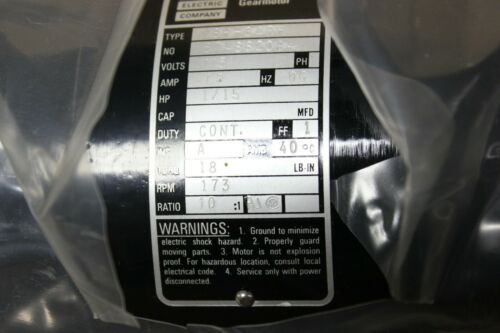 ELECTRIC Gearmotor
COMPANY
TYPE
NO
VOLTS PH
AMP HZ
HP 1/15
CAP MFD
DUTY CONT. FF 1
A AMB 40 °C
18 LB-IN
RPM 173
RATIO 10 :1
WARNINGS: 1. Ground to minimize
electric shock hazard. 2. Properly guard
moving parts. 3. Motor is not explosion
proof. For hazardous location, consult local
electrical code. 4. Service only with power
disconnected.